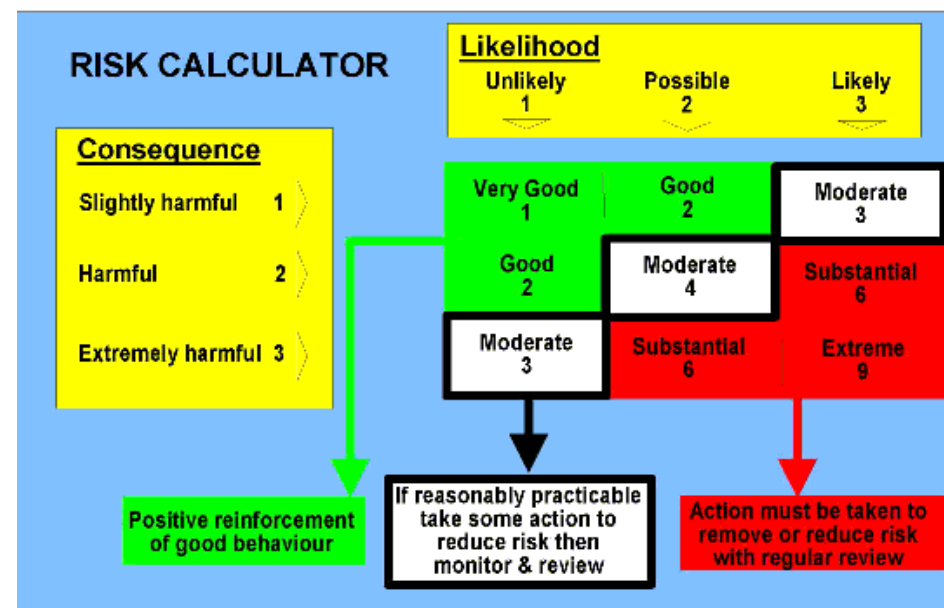 RISK CALCULATOR
Likelihood
Unlikely Possible Likely
1 2 3
Consequence
Slightly harmful 1
Harmful 2
Extremely harmful 3
Very Good Good Moderate
1 2 3
Good Moderate Substantial
2 4 6
Moderate Substantial Extreme
3 6 9
Positive reinforcement
of good behaviour
If reasonably practicable
take some action to
reduce risk then
monitor & review
Action must be taken to
remove or reduce risk
with regular review